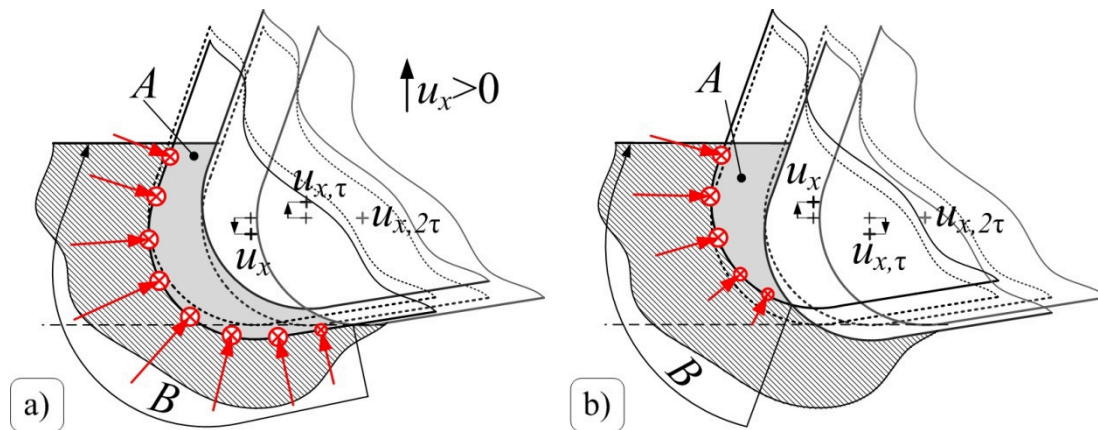 A
u_x>0
u_{x,τ}
u_{x,2τ}
u_x
B
a)
A
u_x
u_{x,2τ}
u_{x,τ}
B
b)